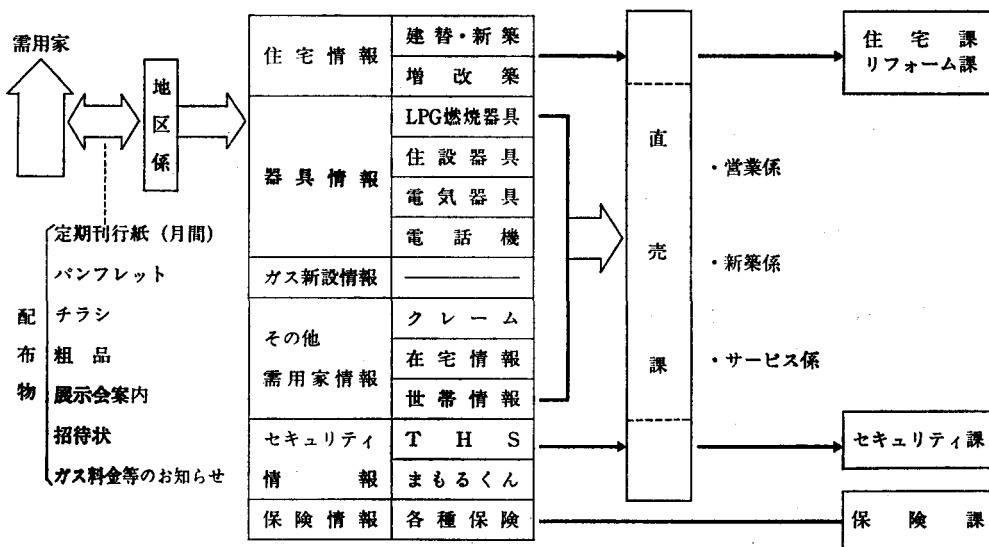 需用家
地区係
配布物
定期刊行紙(月間)
パンフレット
チラシ
粗品
展示会案内
招待状
ガス料金等のお知らせ
住宅情報
建替・新築
増改築
器具情報
LPG燃焼器具
住設器具
電気器具
電話機
ガス新設情報
その他
需用家情報
クレーム
在宅情報
世帯情報
セキュリティ
情報
THS
まもるくん
保険情報
各種保険
直売課
・営業係
・新築係
・サービス係
住宅課
リフォーム課
セキュリティ課
保険課